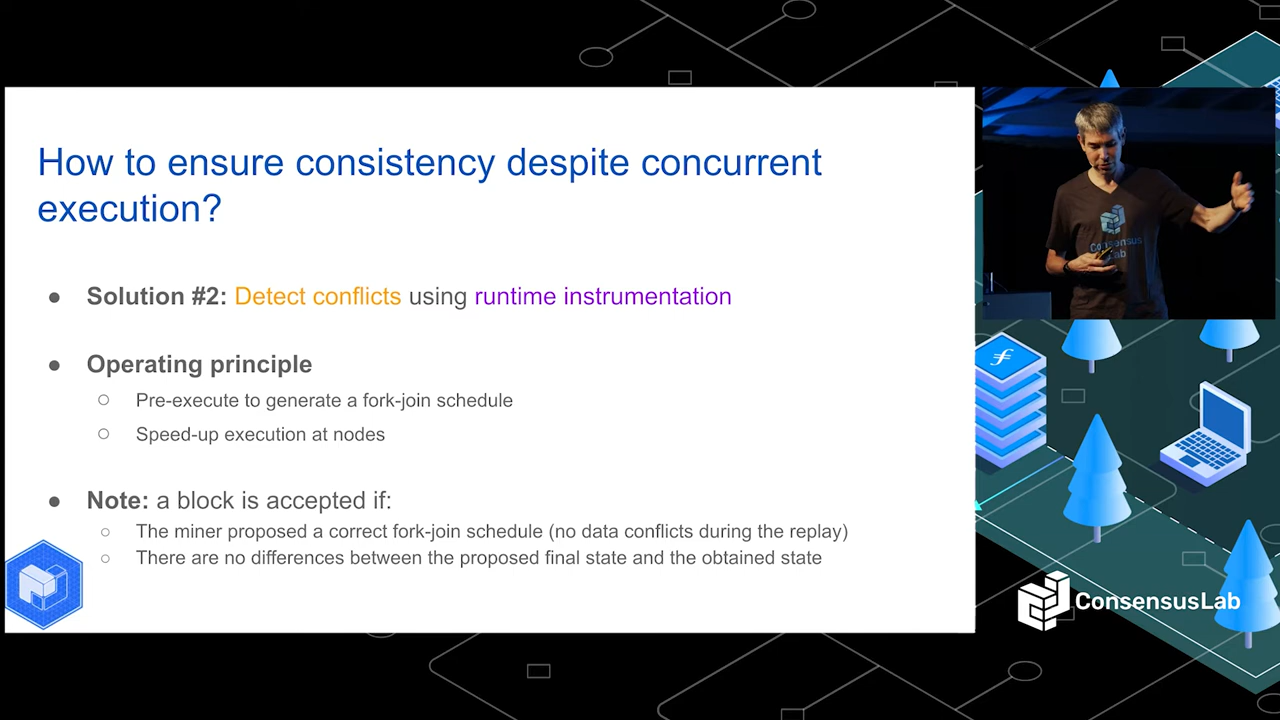 How to ensure consistency despite concurrent
execution?
● Solution #2: Detect conflicts using runtime instrumentation
● Operating principle
○ Pre-execute to generate a fork-join schedule
○ Speed-up execution at nodes
● Note: a block is accepted if:
○ The miner proposed a correct fork-join schedule (no data conflicts during the replay)
○ There are no differences between the proposed final state and the obtained state
Consensus
Lab
ConsensusLab